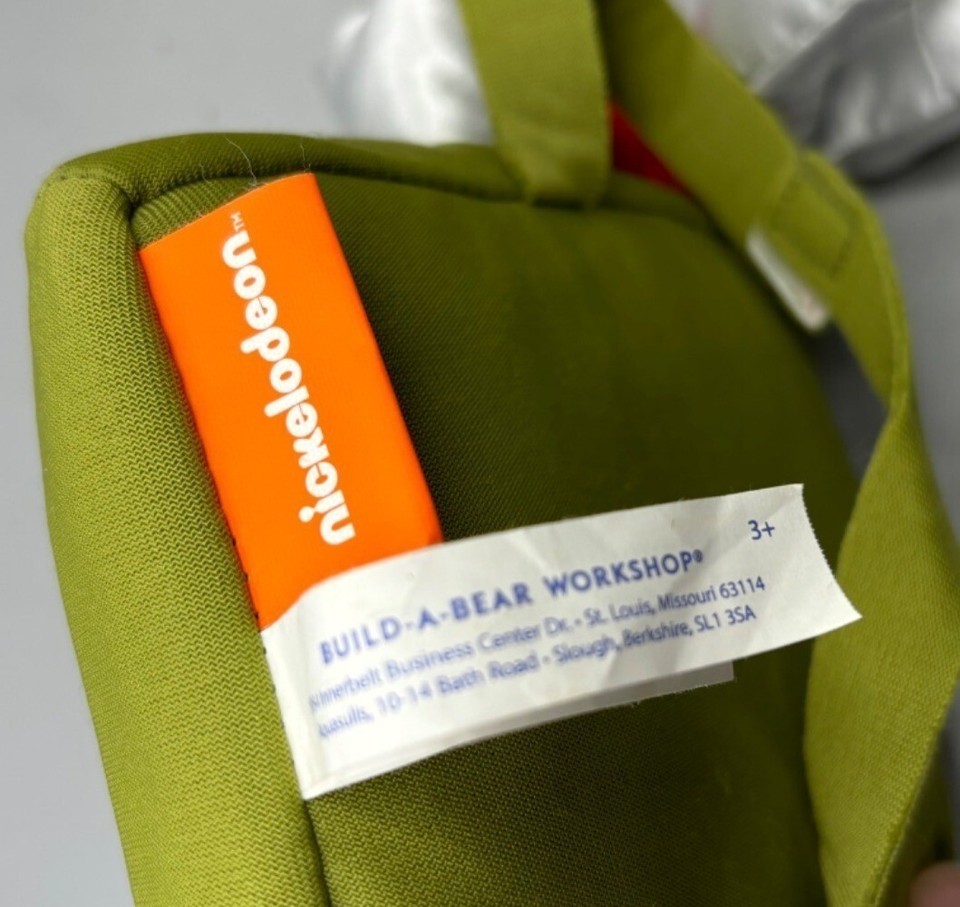 nickelodeon™
3+
BUILD-A-BEAR WORKSHOP®
Innerbelt Business Center Dr. • St. Louis, Missouri 63114
10-14 Bath Road • Slough, Berkshire, SL1 3SA